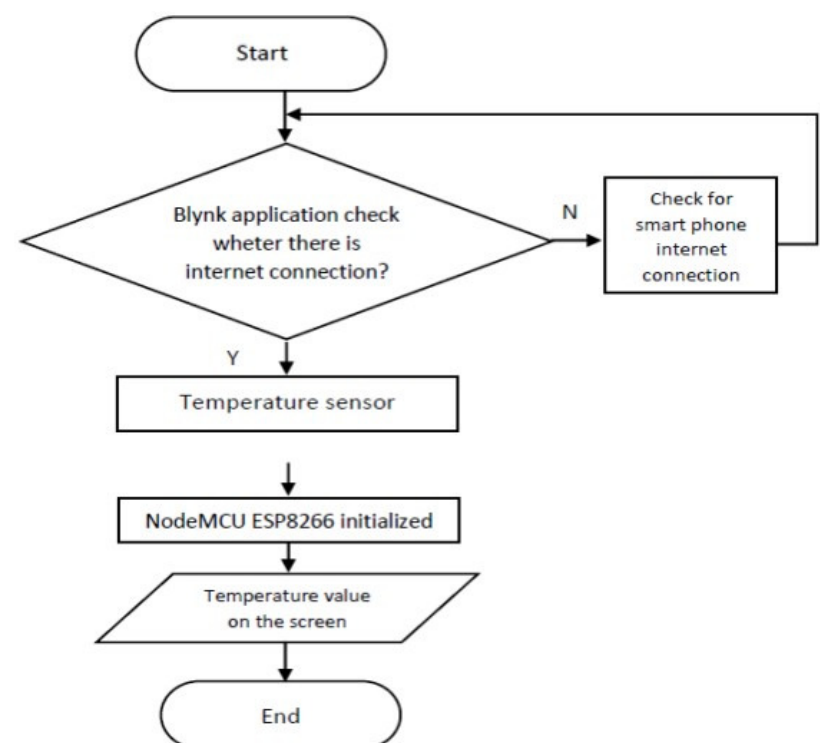 Start
Blynk application check
wheter there is
internet connection?
N
Check for
smart phone
internet
connection
Y
Temperature sensor
NodeMCU ESP8266 initialized
Temperature value
on the screen
End